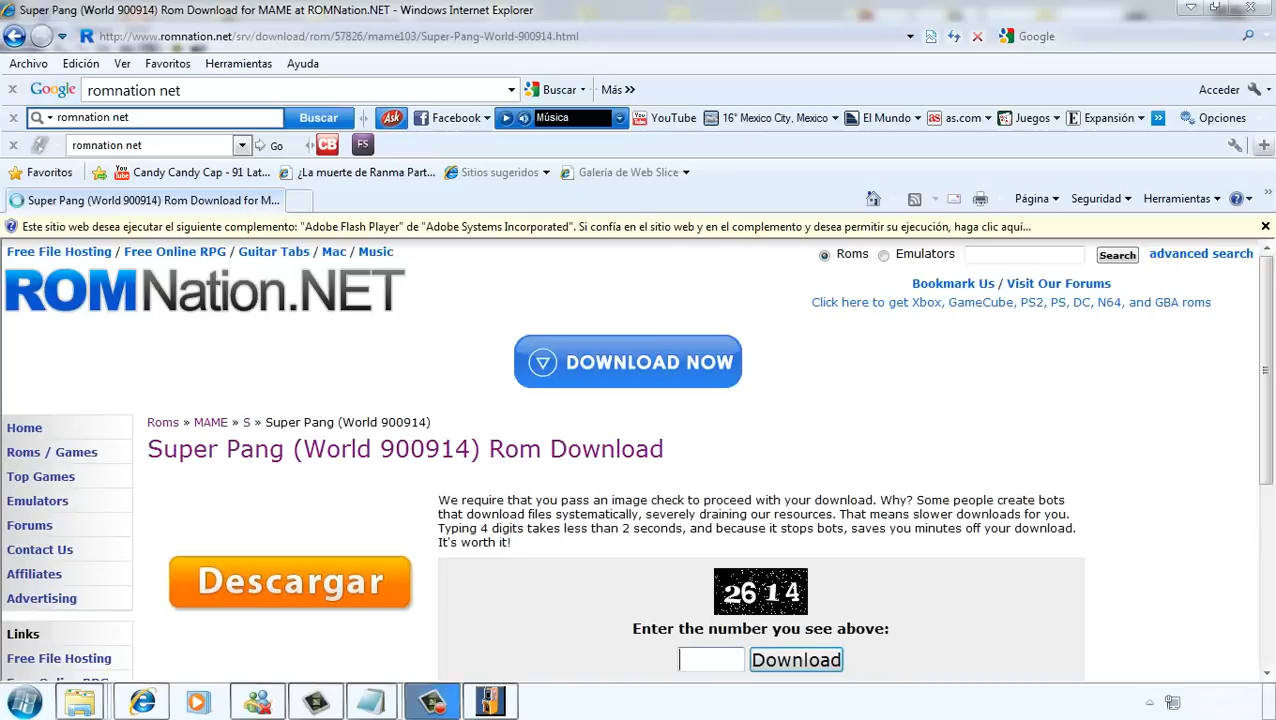 Super Pang (World 900914) Rom Download for MAME at ROMNation.NET - Windows Internet Explorer
http://www.romnation.net/srv/download/rom/57826/mame103/Super-Pang-World-900914.html
Google
Archivo Edición Ver Favoritos Herramientas Ayuda
Google romnation net Buscar Más » Acceder
romnation net Buscar Ask Facebook Música YouTube 16° Mexico City, Mexico El Mundo as.com Juegos Expansión » Opciones
romnation net Go CB FS
Favoritos Candy Candy Cap - 91 Lat... ¿La muerte de Ranma Part... Sitios sugeridos Galería de Web Slice
Super Pang (World 900914) Rom Download for M... Página Seguridad Herramientas »
Este sitio web desea ejecutar el siguiente complemento: "Adobe Flash Player" de "Adobe Systems Incorporated". Si confía en el sitio web y en el complemento y desea permitir su ejecución, haga clic aquí...
Free File Hosting / Free Online RPG / Guitar Tabs / Mac / Music
Roms Emulators Search advanced search
ROMNation.NET
Bookmark Us / Visit Our Forums
Click here to get Xbox, GameCube, PS2, PS, DC, N64, and GBA roms
DOWNLOAD NOW
Home
Roms / Games
Top Games
Emulators
Forums
Contact Us
Affiliates
Advertising
Links
Free File Hosting
Free Online RPG
Roms » MAME » S » Super Pang (World 900914)
Super Pang (World 900914) Rom Download
We require that you pass an image check to proceed with your download. Why? Some people create bots
that download files systematically, severely draining our resources. That means slower downloads for you.
Typing 4 digits takes less than 2 seconds, and because it stops bots, saves you minutes off your download.
It's worth it!
Descargar
2614
Enter the number you see above:
Download